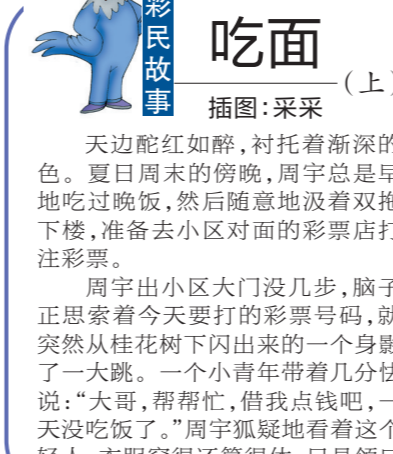 彩民故事
吃面
(上)
插图：采采
天边酡红如醉，衬托着渐深的
色。夏日周末的傍晚，周宇总是早
地吃过晚饭，然后随意地汲着双拖
下楼，准备去小区对面的彩票店打
注彩票。
周宇出小区大门没几步，脑子
正思索着今天要打的彩票号码，就
突然从桂花树下闪出来的一个身影
了一大跳。一个小青年带着几分怯
说：“大哥，帮帮忙，借我点钱吧，一
天没吃饭了。”周宇狐疑地看着这个